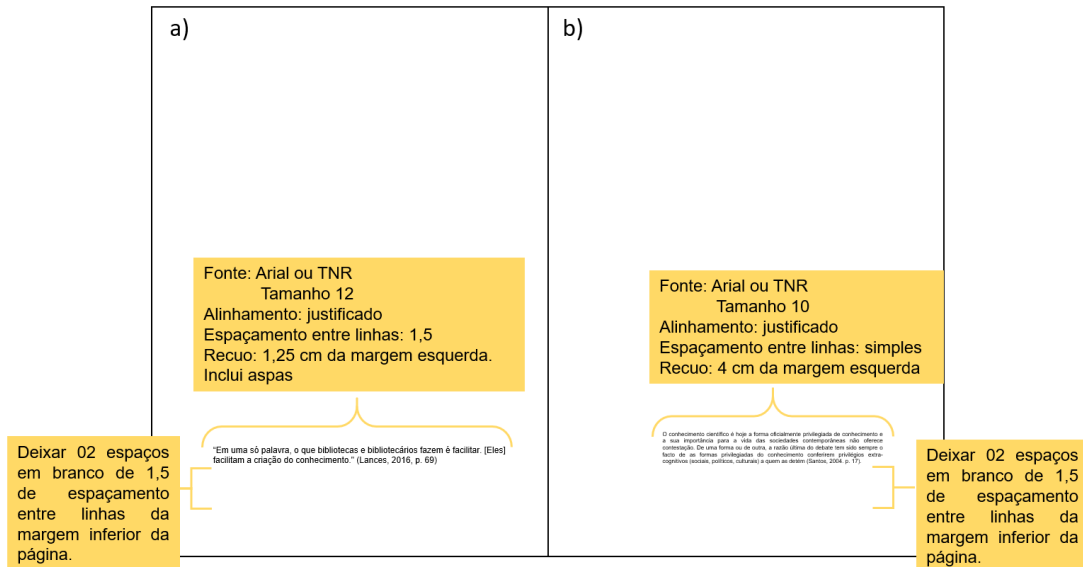 a)
Fonte: Arial ou TNR
Tamanho 12
Alinhamento: justificado
Espaçamento entre linhas: 1,5
Recuo: 1,25 cm da margem esquerda.
Inclui aspas
“Em uma só palavra, o que bibliotecas e bibliotecários fazem é facilitar. [Eles]
facilitam a criação do conhecimento.” (Lances, 2016, p. 69)
Deixar 02 espaços
em branco de 1,5
de espaçamento
entre linhas da
margem inferior da
página.
b)
Fonte: Arial ou TNR
Tamanho 10
Alinhamento: justificado
Espaçamento entre linhas: simples
Recuo: 4 cm da margem esquerda
O conhecimento científico é hoje a forma oficialmente privilegiada de conhecimento e
a sua importância para a vida das sociedades contemporâneas não oferece
contestação. De uma forma ou de outra, a razão última do debate tem sido sempre o
facto de as formas privilegiadas do conhecimento conferirem privilégios extra-
cognitivos (sociais, políticos, culturais) a quem as detém (Santos, 2004. p. 17).
Deixar 02 espaços
em branco de 1,5
de espaçamento
entre linhas da
margem inferior da
página.